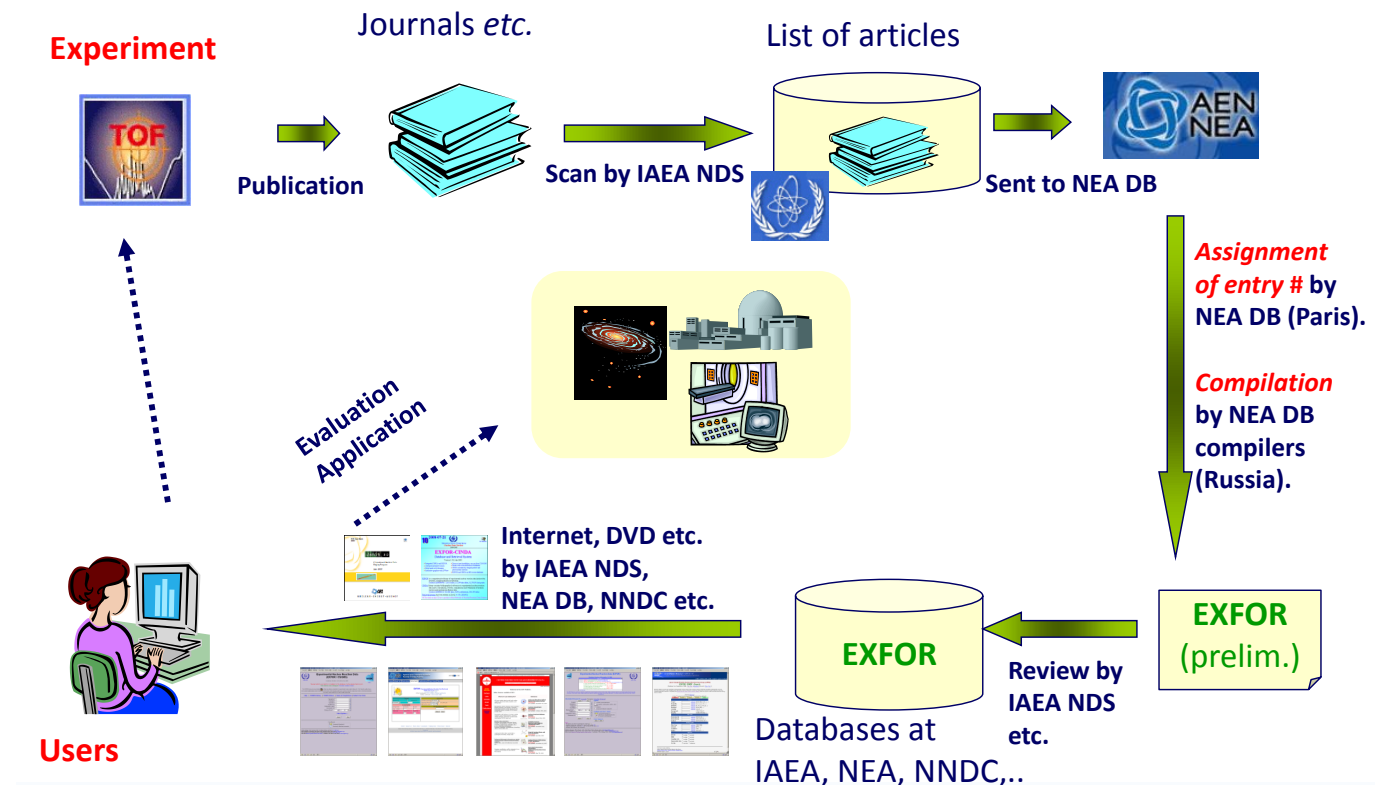 Experiment
Journals etc.
List of articles
TOF
AEN
NEA
Publication
Scan by IAEA NDS
Sent to NEA DB
Assignment
of entry # by
NEA DB (Paris).
Compilation
by NEA DB
compilers
(Russia).
Evaluation
Application
Internet, DVD etc.
by IAEA NDS,
NEA DB, NNDC etc.
EXFOR-CINDA
EXFOR
(prelim.)
Review by
IAEA NDS
etc.
EXFOR
Databases at
IAEA, NEA, NNDC,..
Users